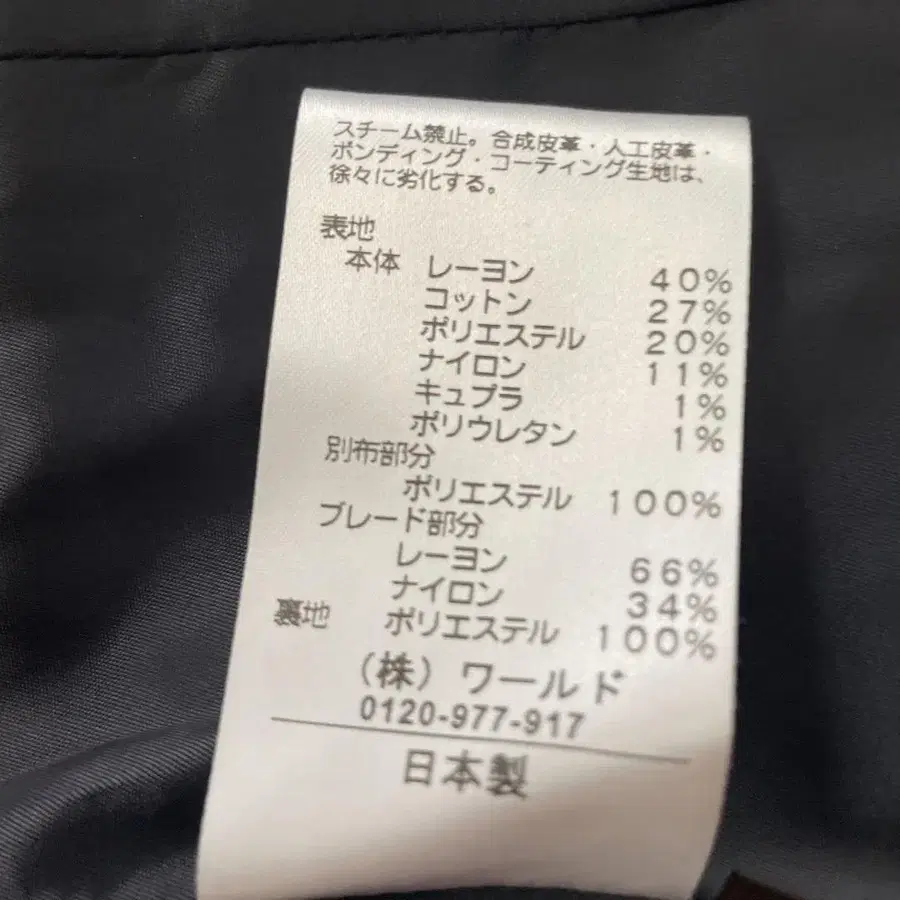 スチーム禁止。合成皮革・人工皮革・
ボンディング・コーティング生地は、
徐々に劣化する。
表地
本体 レーヨン 40%
コットン 27%
ポリエステル 20%
ナイロン 11%
キュプラ 1%
ポリウレタン 1%
別布部分
ポリエステル 100%
ブレード部分
レーヨン 66%
ナイロン 34%
裏地 ポリエステル 100%
(株) ワールド
0120-977-917
日本製